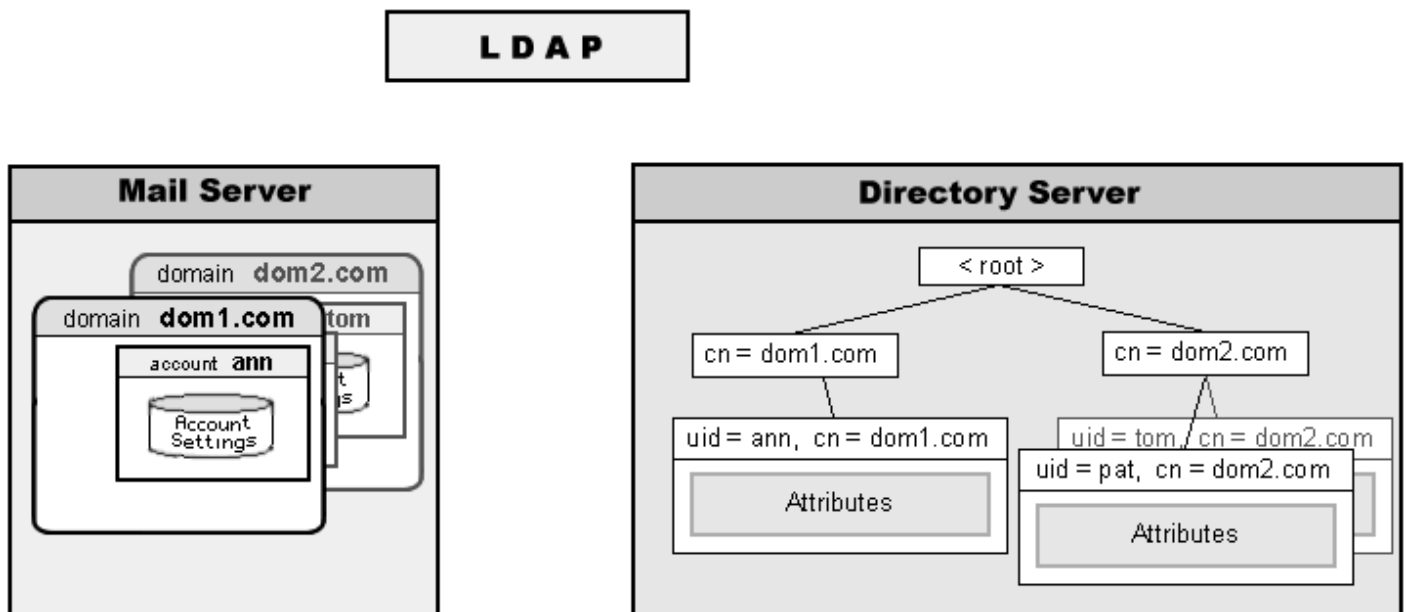 L D A P
Mail Server
domain dom2.com
tom
domain dom1.com
account ann
Account
Settings
Directory Server
< root >
cn = dom1.com
cn = dom2.com
uid = ann, cn = dom1.com
Attributes
uid = tom, cn = dom2.com
uid = pat, cn = dom2.com
Attributes